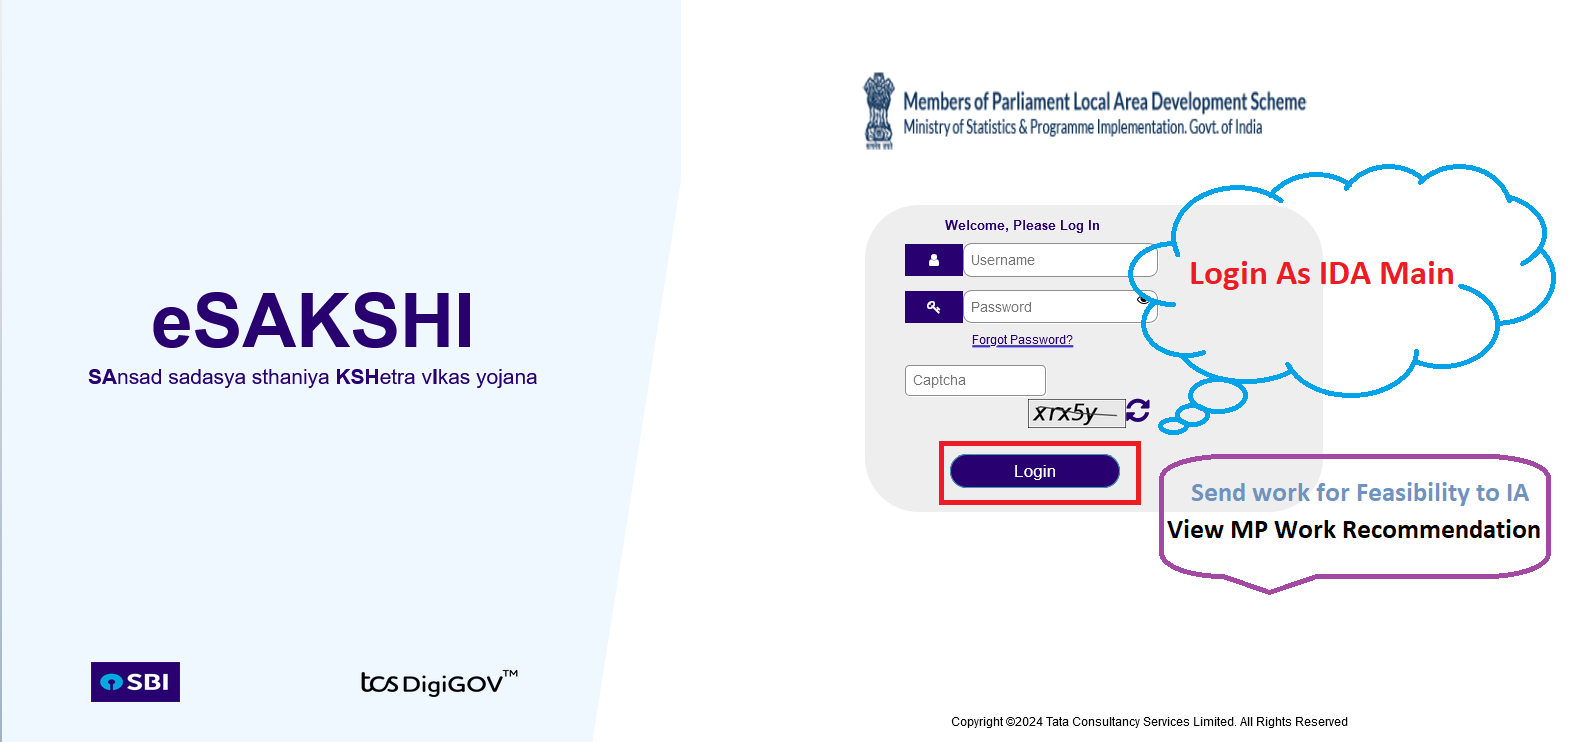 Members of Parliament Local Area Development Scheme
Ministry of Statistics & Programme Implementation. Govt. of India
Welcome, Please Log In
Username
Password
Forgot Password?
Captcha
xrx5y
Login
Login As IDA Main
Send work for Feasibility to IA
View MP Work Recommendation
eSAKSHI
SAnsad sadasya sthaniya KSHetra vIkas yojana
SBI
tcs DigiGOV™
Copyright ©2024 Tata Consultancy Services Limited. All Rights Reserved